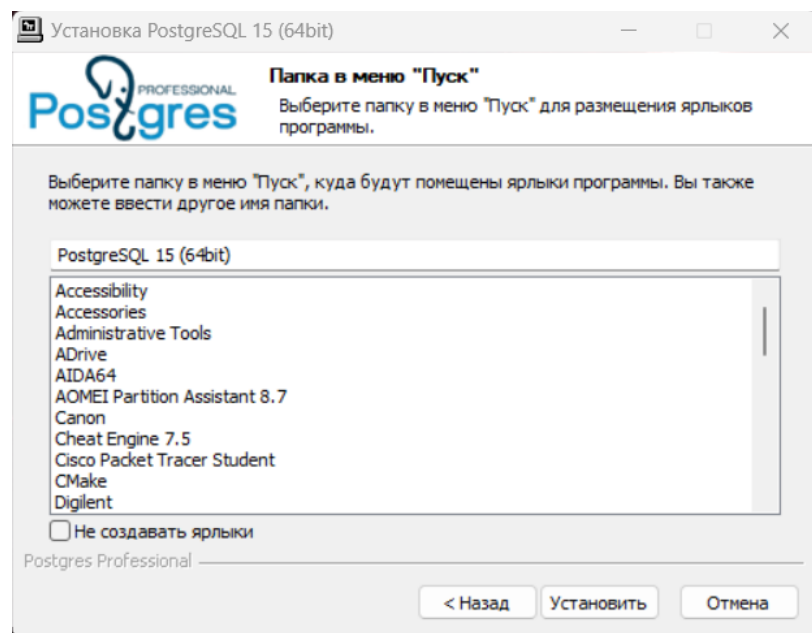 Установка PostgreSQL 15 (64bit)
PROFESSIONAL
Postgres
Папка в меню "Пуск"
Выберите папку в меню "Пуск" для размещения ярлыков
программы.
Выберите папку в меню "Пуск", куда будут помещены ярлыки программы. Вы также
можете ввести другое имя папки.
PostgreSQL 15 (64bit)
Accessibility
Accessories
Administrative Tools
ADrive
AIDA64
AOMEI Partition Assistant 8.7
Canon
Cheat Engine 7.5
Cisco Packet Tracer Student
CMake
Digilent
Не создавать ярлыки
Postgres Professional
< Назад Установить Отмена